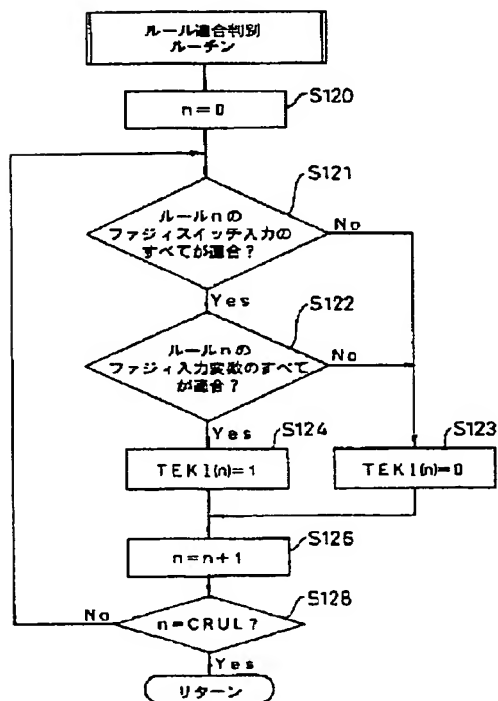 ルール適合判別
ルーチン
S120
n=0
S121
ルールnの
ファジィスイッチ入力の
すべてが適合?
No
Yes
S122
ルールnの
ファジィ入力変数のすべて
が適合?
No
Yes
S124
S123
TEKI(n)=1
TEKI(n)=0
S126
n=n+1
S128
No
n=CRUL?
Yes
リターン